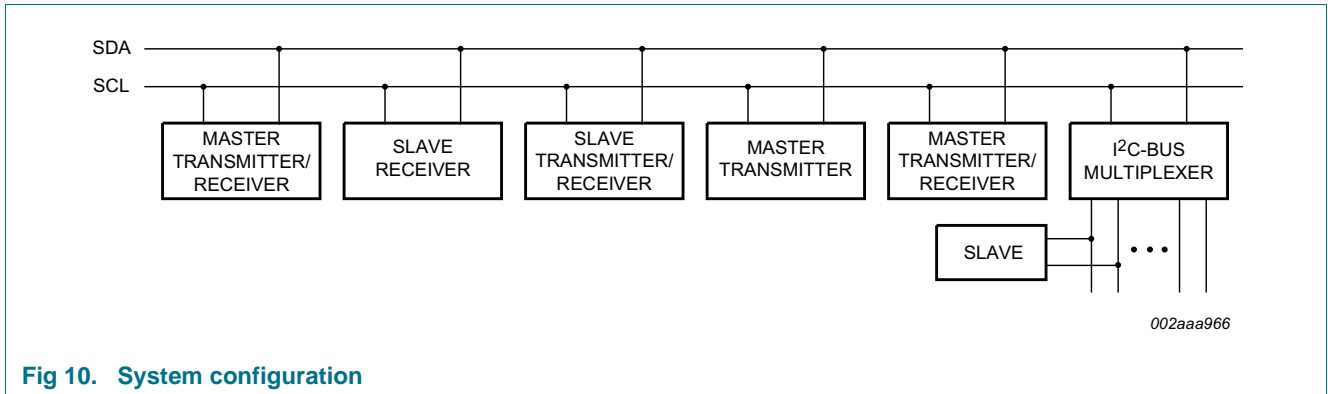 SDA
SCL
MASTER
TRANSMITTER/
RECEIVER
SLAVE
RECEIVER
SLAVE
TRANSMITTER/
RECEIVER
MASTER
TRANSMITTER
MASTER
TRANSMITTER/
RECEIVER
I²C-BUS
MULTIPLEXER
SLAVE
002aaa966
Fig 10. System configuration